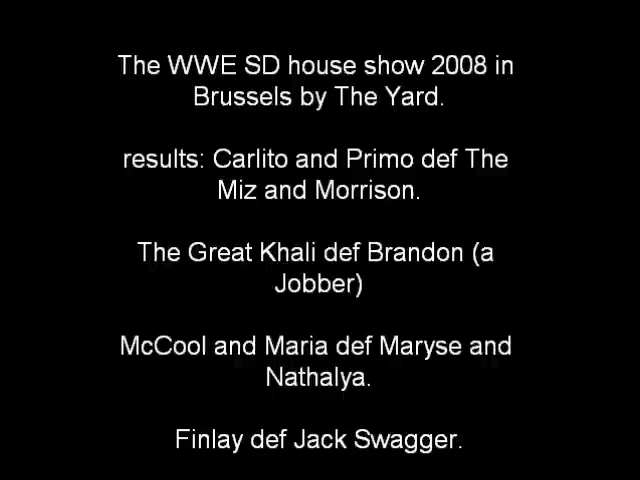 The WWE SD house show 2008 in
Brussels by The Yard.
results: Carlito and Primo def The
Miz and Morrison.
The Great Khali def Brandon (a
Jobber)
McCool and Maria def Maryse and
Nathalya.
Finlay def Jack Swagger.